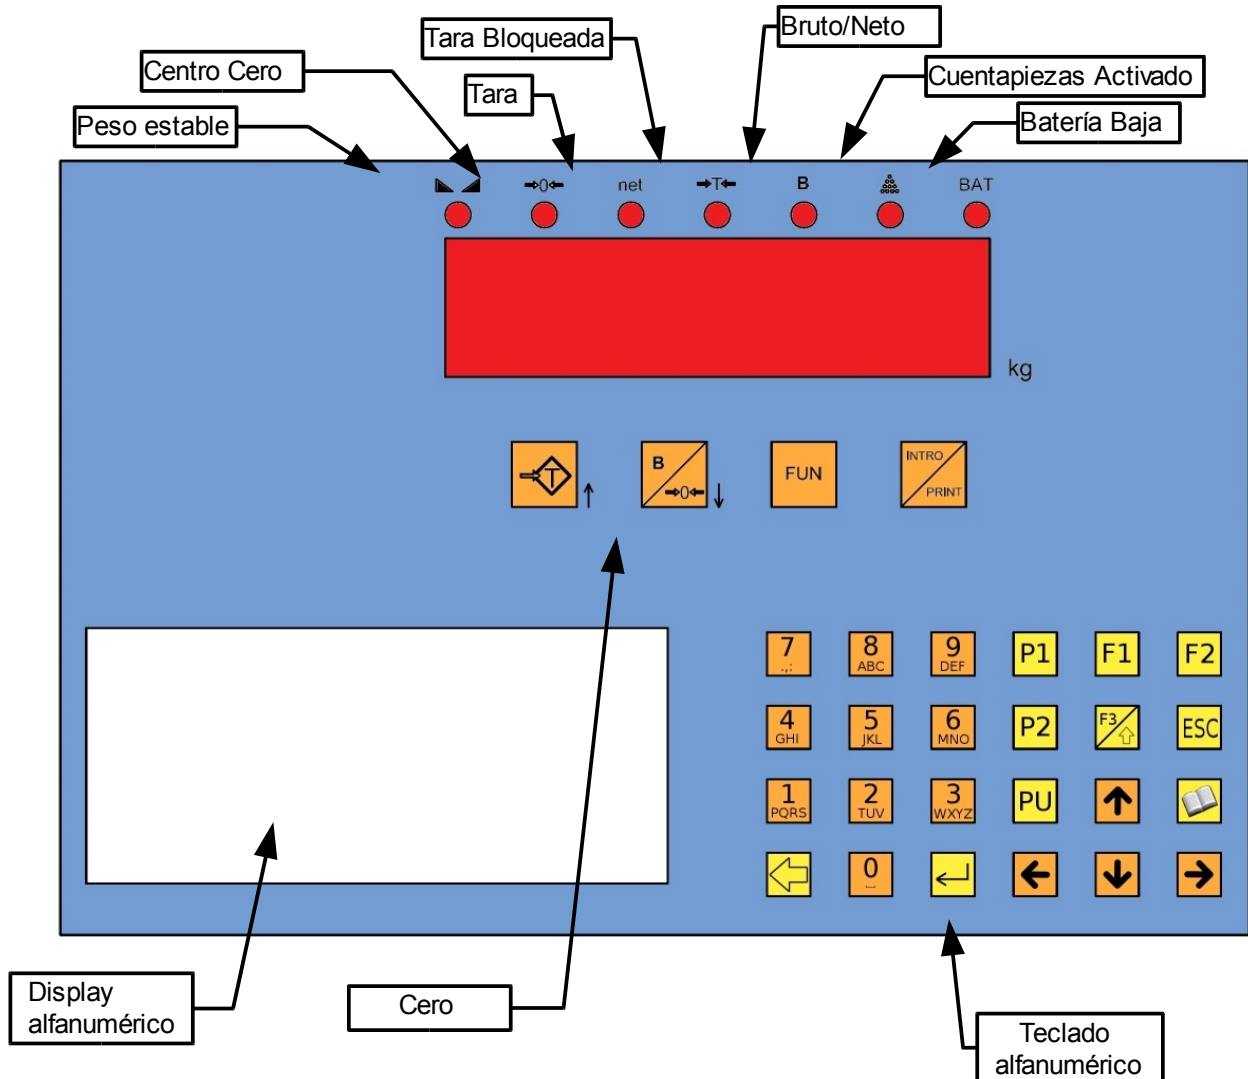 Tara Bloqueada
Bruto/Neto
Centro Cero
Cuentapiezas Activado
Tara
Peso estable
Batería Baja
→0← net →T← B BAT
kg
T ↑
B
→0← ↓
FUN
INTRO
PRINT
7 8 9 P1 F1 F2
.,: ABC DEF
4 5 6 P2 F3 ESC
GHI JKL MNO
1 2 3 PU ↑
PQRS TUV WXYZ
0 ← ↓ →
Display
alfanumérico
Cero
Teclado
alfanumérico